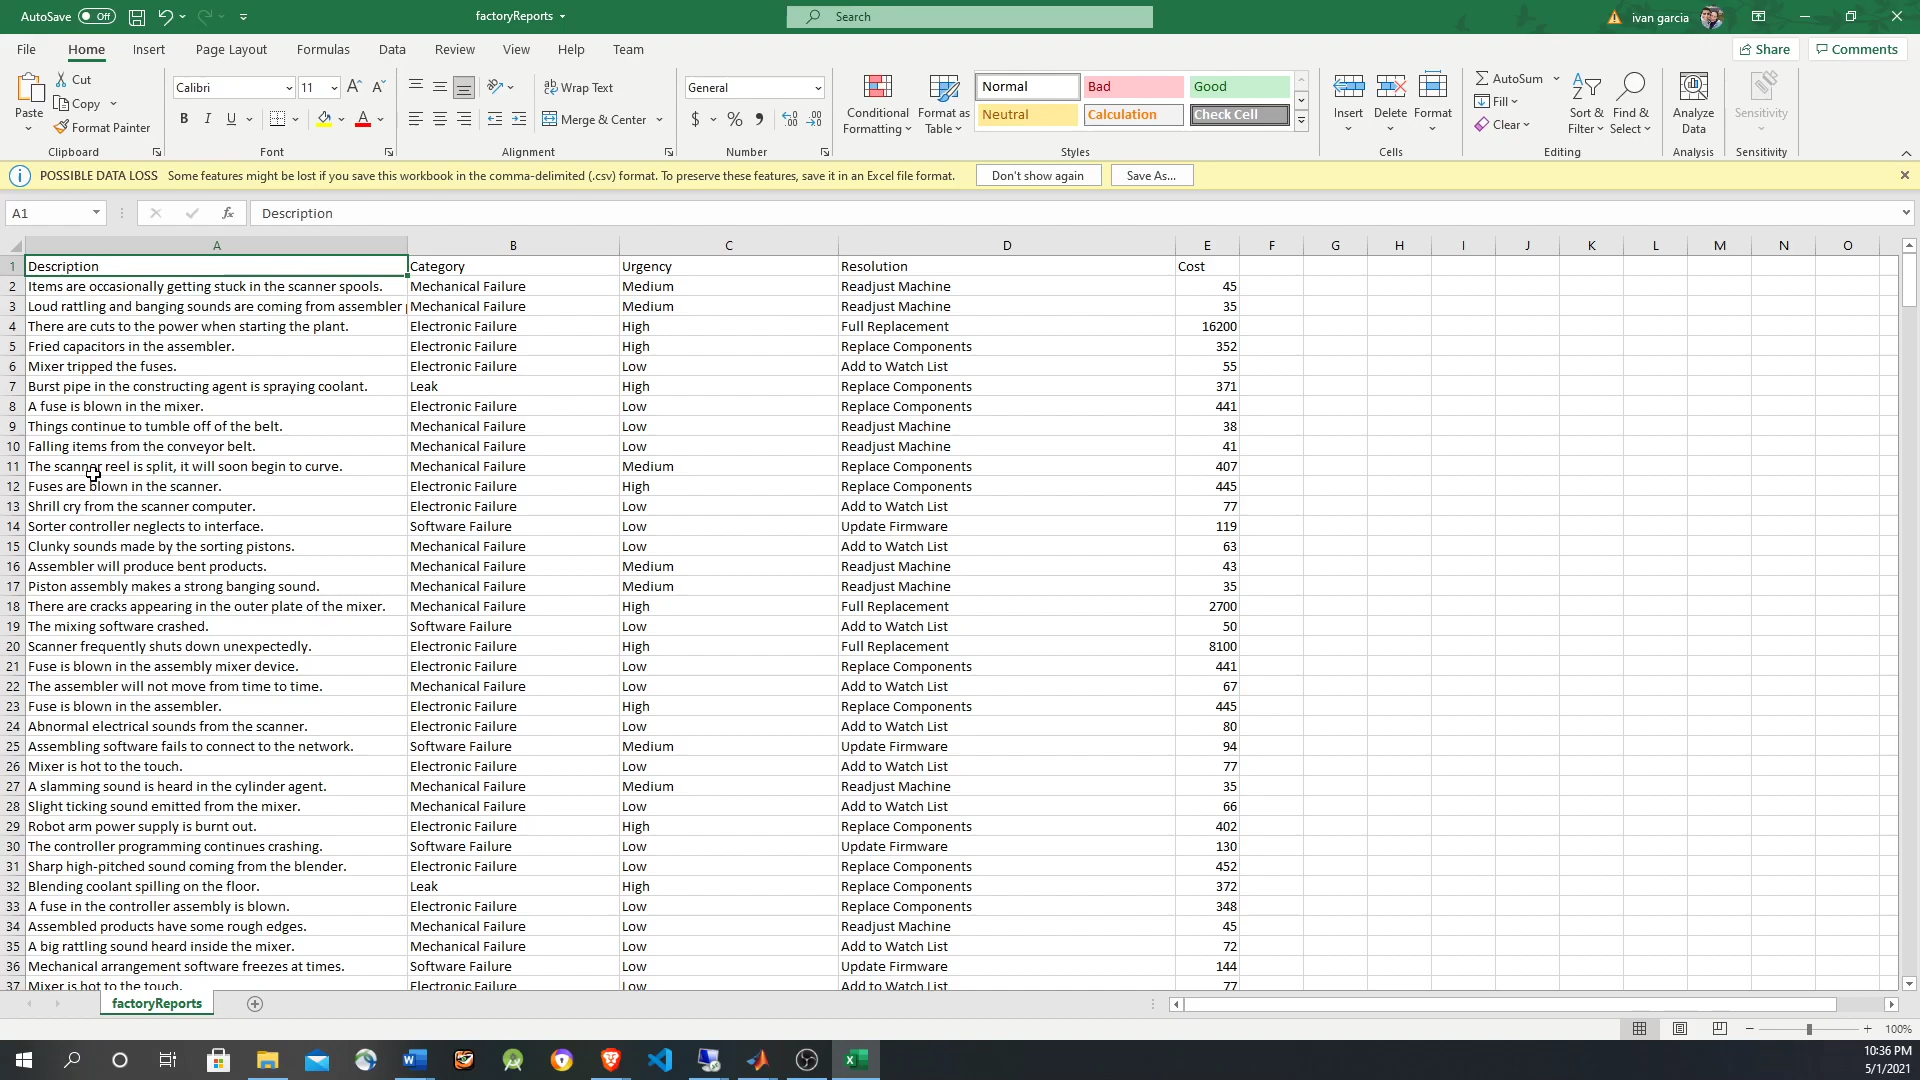 AutoSave Off factoryReports Search ivan garcia
File Home Insert Page Layout Formulas Data Review View Help Team Share Comments
Paste Cut Copy Format Painter Clipboard
Calibri 11 A A B I U A Font
Wrap Text Merge & Center Alignment
General $ % Number
Conditional Formatting Format as Table Normal Bad Good Neutral Calculation Check Cell Styles
Insert Delete Format Cells
AutoSum Fill Clear Sort & Filter Find & Select Editing
Analyze Data Analysis
Sensitivity Sensitivity
POSSIBLE DATA LOSS Some features might be lost if you save this workbook in the comma-delimited (.csv) format. To preserve these features, save it in an Excel file format. Don't show again Save As...
A1 fx Description
A B C D E F G H I J K L M N O
1 Description Category Urgency Resolution Cost
2 Items are occasionally getting stuck in the scanner spools. Mechanical Failure Medium Readjust Machine 45
3 Loud rattling and banging sounds are coming from assembler Mechanical Failure Medium Readjust Machine 35
4 There are cuts to the power when starting the plant. Electronic Failure High Full Replacement 16200
5 Fried capacitors in the assembler. Electronic Failure High Replace Components 352
6 Mixer tripped the fuses. Electronic Failure Low Add to Watch List 55
7 Burst pipe in the constructing agent is spraying coolant. Leak High Replace Components 371
8 A fuse is blown in the mixer. Electronic Failure Low Replace Components 441
9 Things continue to tumble off of the belt. Mechanical Failure Low Readjust Machine 38
10 Falling items from the conveyor belt. Mechanical Failure Low Readjust Machine 41
11 The scanner reel is split, it will soon begin to curve. Mechanical Failure Medium Replace Components 407
12 Fuses are blown in the scanner. Electronic Failure High Replace Components 445
13 Shrill cry from the scanner computer. Electronic Failure Low Add to Watch List 77
14 Sorter controller neglects to interface. Software Failure Low Update Firmware 119
15 Clunky sounds made by the sorting pistons. Mechanical Failure Low Add to Watch List 63
16 Assembler will produce bent products. Mechanical Failure Medium Readjust Machine 43
17 Piston assembly makes a strong banging sound. Mechanical Failure Medium Readjust Machine 35
18 There are cracks appearing in the outer plate of the mixer. Mechanical Failure High Full Replacement 2700
19 The mixing software crashed. Software Failure Low Add to Watch List 50
20 Scanner frequently shuts down unexpectedly. Electronic Failure High Full Replacement 8100
21 Fuse is blown in the assembly mixer device. Electronic Failure Low Replace Components 441
22 The assembler will not move from time to time. Mechanical Failure Low Add to Watch List 67
23 Fuse is blown in the assembler. Electronic Failure High Replace Components 445
24 Abnormal electrical sounds from the scanner. Electronic Failure Low Add to Watch List 80
25 Assembling software fails to connect to the network. Software Failure Medium Update Firmware 94
26 Mixer is hot to the touch. Electronic Failure Low Add to Watch List 77
27 A slamming sound is heard in the cylinder agent. Mechanical Failure Medium Readjust Machine 35
28 Slight ticking sound emitted from the mixer. Mechanical Failure Low Add to Watch List 66
29 Robot arm power supply is burnt out. Electronic Failure High Replace Components 402
30 The controller programming continues crashing. Software Failure Low Update Firmware 130
31 Sharp high-pitched sound coming from the blender. Electronic Failure Low Replace Components 452
32 Blending coolant spilling on the floor. Leak High Replace Components 372
33 A fuse in the controller assembly is blown. Electronic Failure Low Replace Components 348
34 Assembled products have some rough edges. Mechanical Failure Low Readjust Machine 45
35 A big rattling sound heard inside the mixer. Mechanical Failure Low Add to Watch List 72
36 Mechanical arrangement software freezes at times. Software Failure Low Update Firmware 144
37 Mixer is hot to the touch. Electronic Failure Low Add to Watch List 77
factoryReports
100%
10:36 PM
5/1/2021